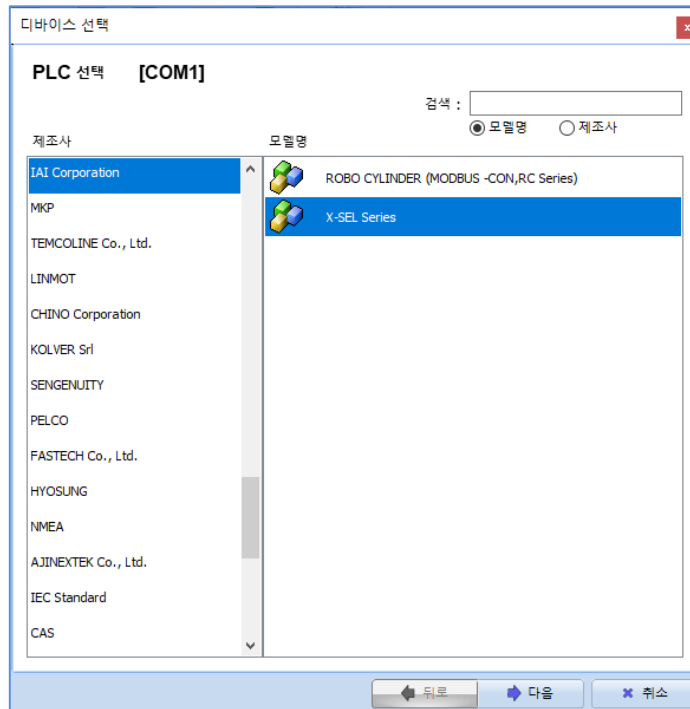 디바이스 선택
PLC 선택 [COM1]
검색 :
모델명 제조사
제조사
모델명
IAI Corporation
MKP
TEMCOLINE Co., Ltd.
LINMOT
CHINO Corporation
KOLVER Srl
SENGENUITY
PELCO
FASTECH Co., Ltd.
HYOSUNG
NMEA
AJINEXTEK Co., Ltd.
IEC Standard
CAS
ROBO CYLINDER (MODBUS -CON,RC Series)
X-SEL Series
뒤로 다음 취소